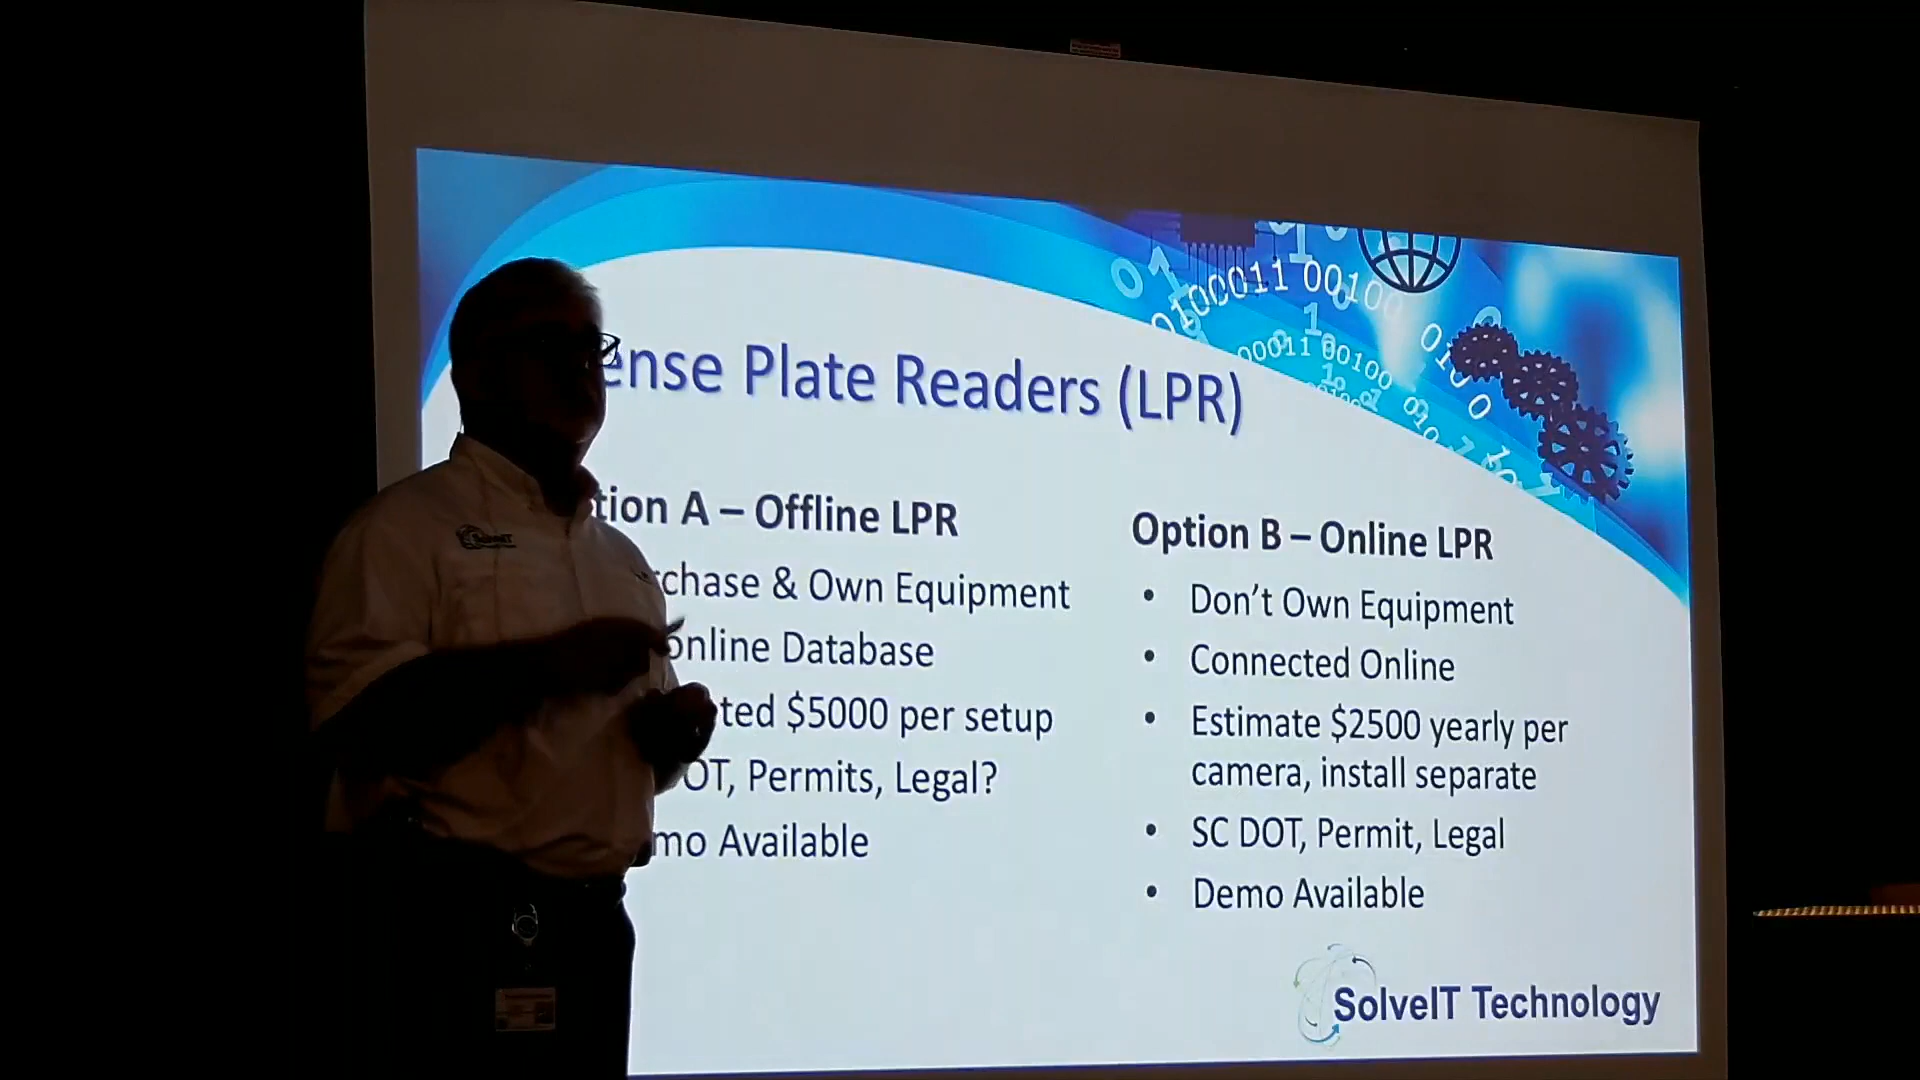 ense Plate Readers (LPR)
tion A – Offline LPR
chase & Own Equipment
online Database
ted $5000 per setup
OT, Permits, Legal?
mo Available
Option B – Online LPR
• Don't Own Equipment
• Connected Online
• Estimate $2500 yearly per
camera, install separate
• SC DOT, Permit, Legal
• Demo Available
SolveIT Technology